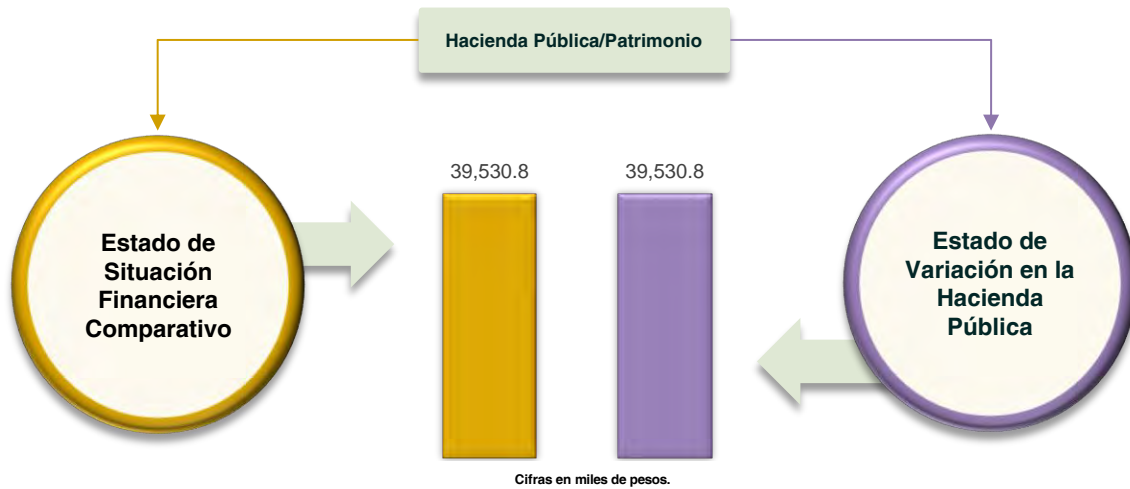 Hacienda Pública/Patrimonio
39,530.8
39,530.8
Estado de
Situación
Financiera
Comparativo
Estado de
Variación en la
Hacienda
Pública
Cifras en miles de pesos.